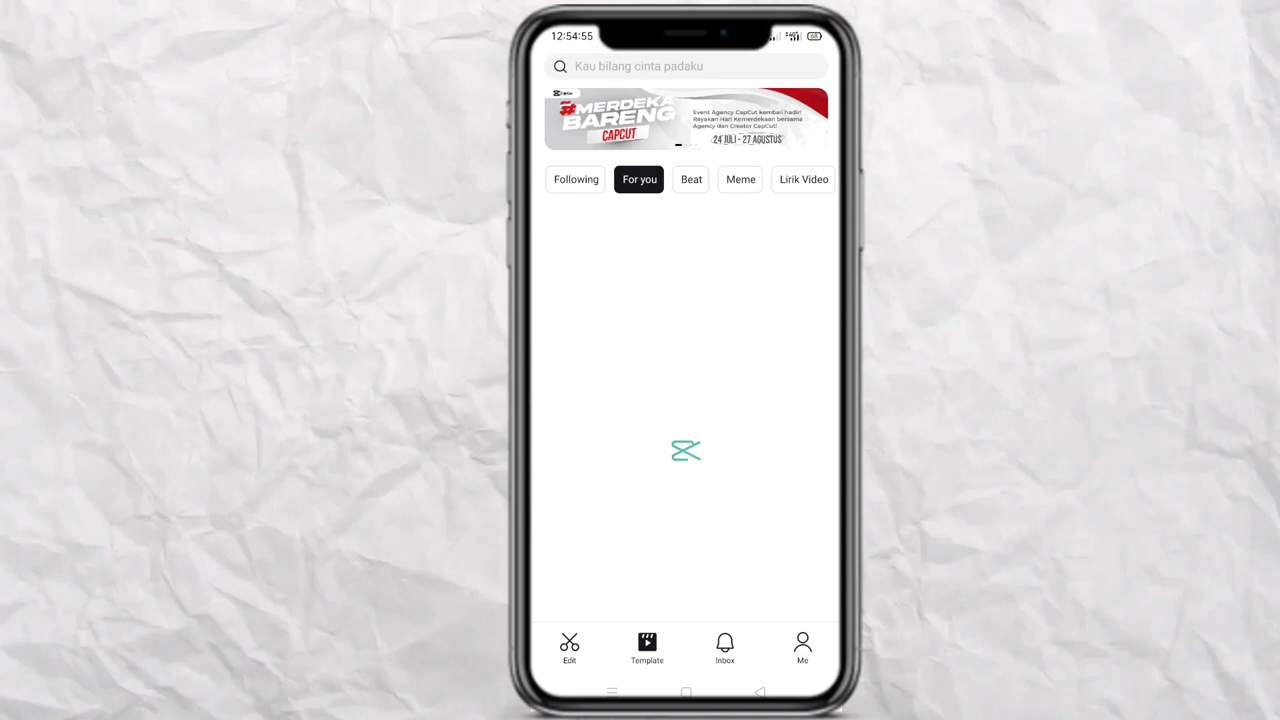 12:54:55
68
Kau bilang cinta padaku
CapCut
#MERDEKA
BARENG
CAPCUT
Event Agency CapCut kembali hadir!
Rayakan Hari Kemerdekaan bersama
Agency dan Creator CapCut!
24 JULI - 27 AGUSTUS
Following
For you
Beat
Meme
Lirik Video
Edit
Template
Inbox
Me